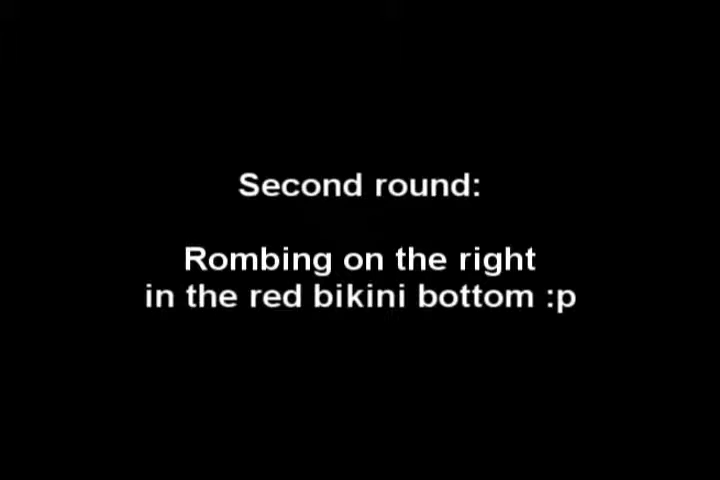 Second round:
Rombing on the right
in the red bikini bottom :p